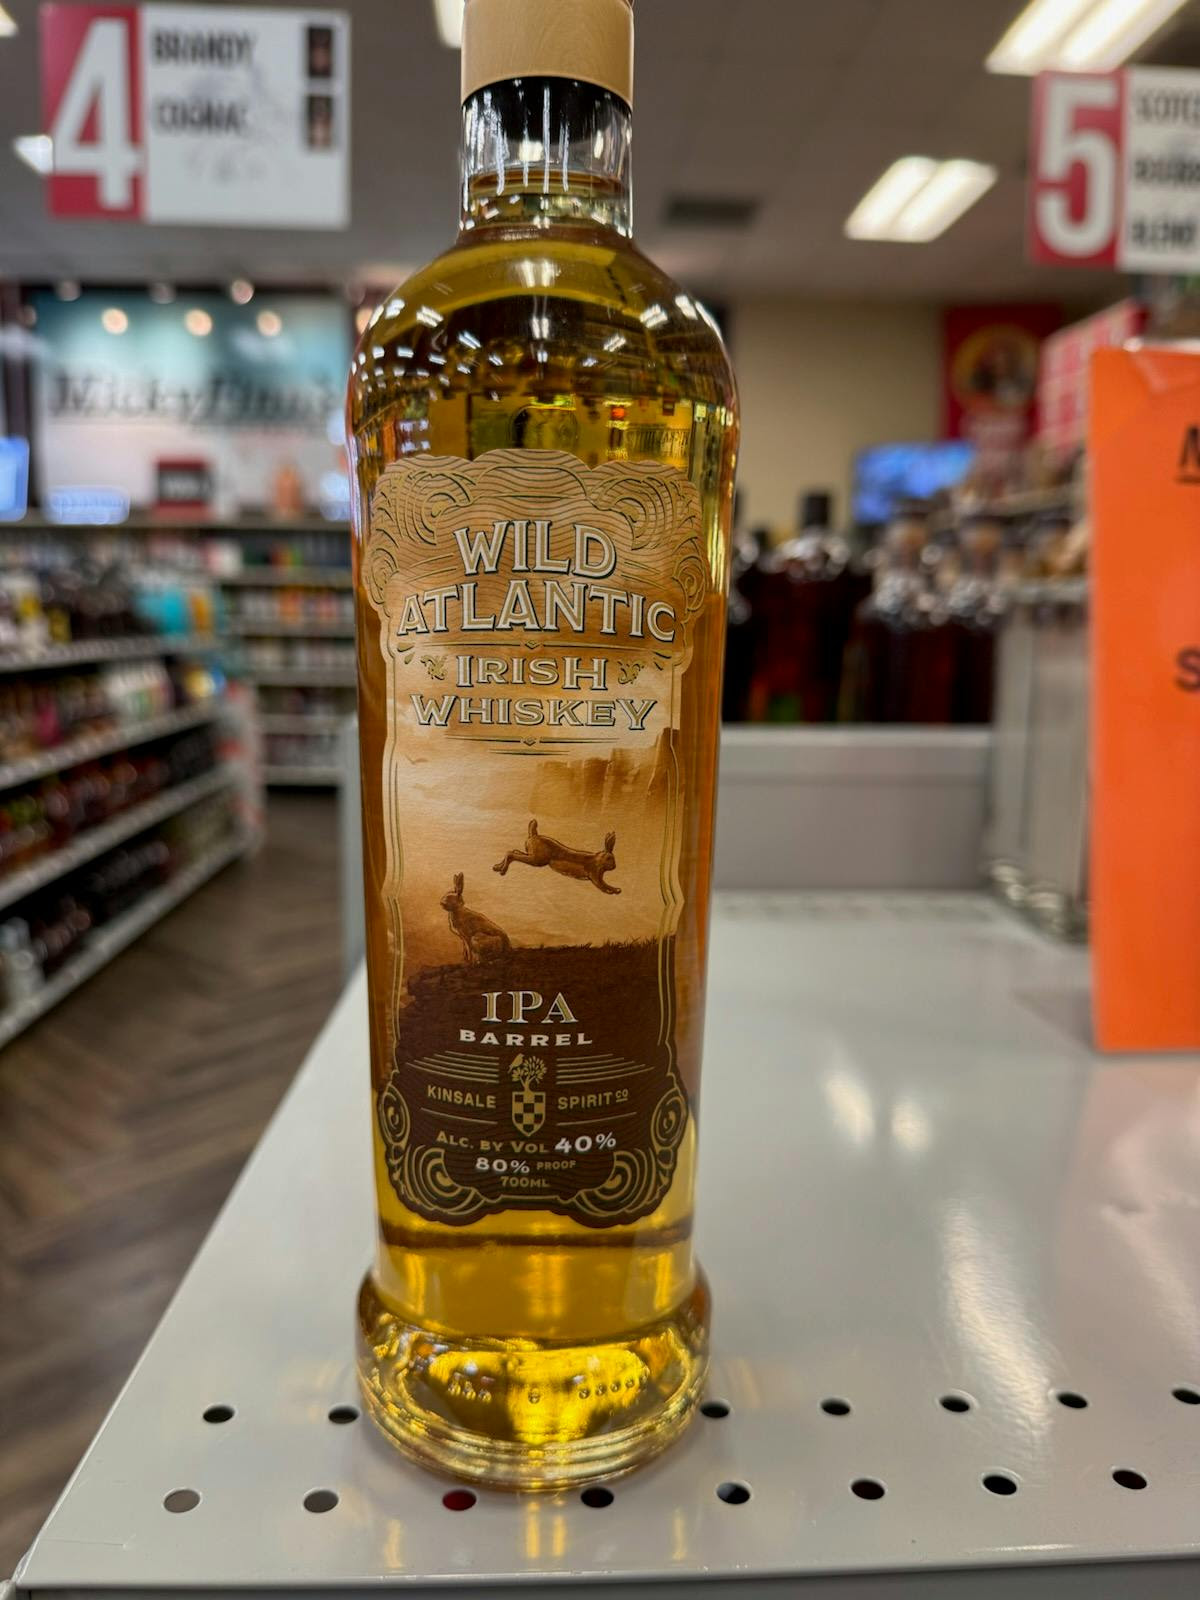 4
BRANDY
COGNAC
5
WILD
ATLANTIC
IRISH
WHISKEY
IPA
BARREL
KINSALE SPIRIT CO
ALC. BY VOL 40%
80% PROOF
700ML